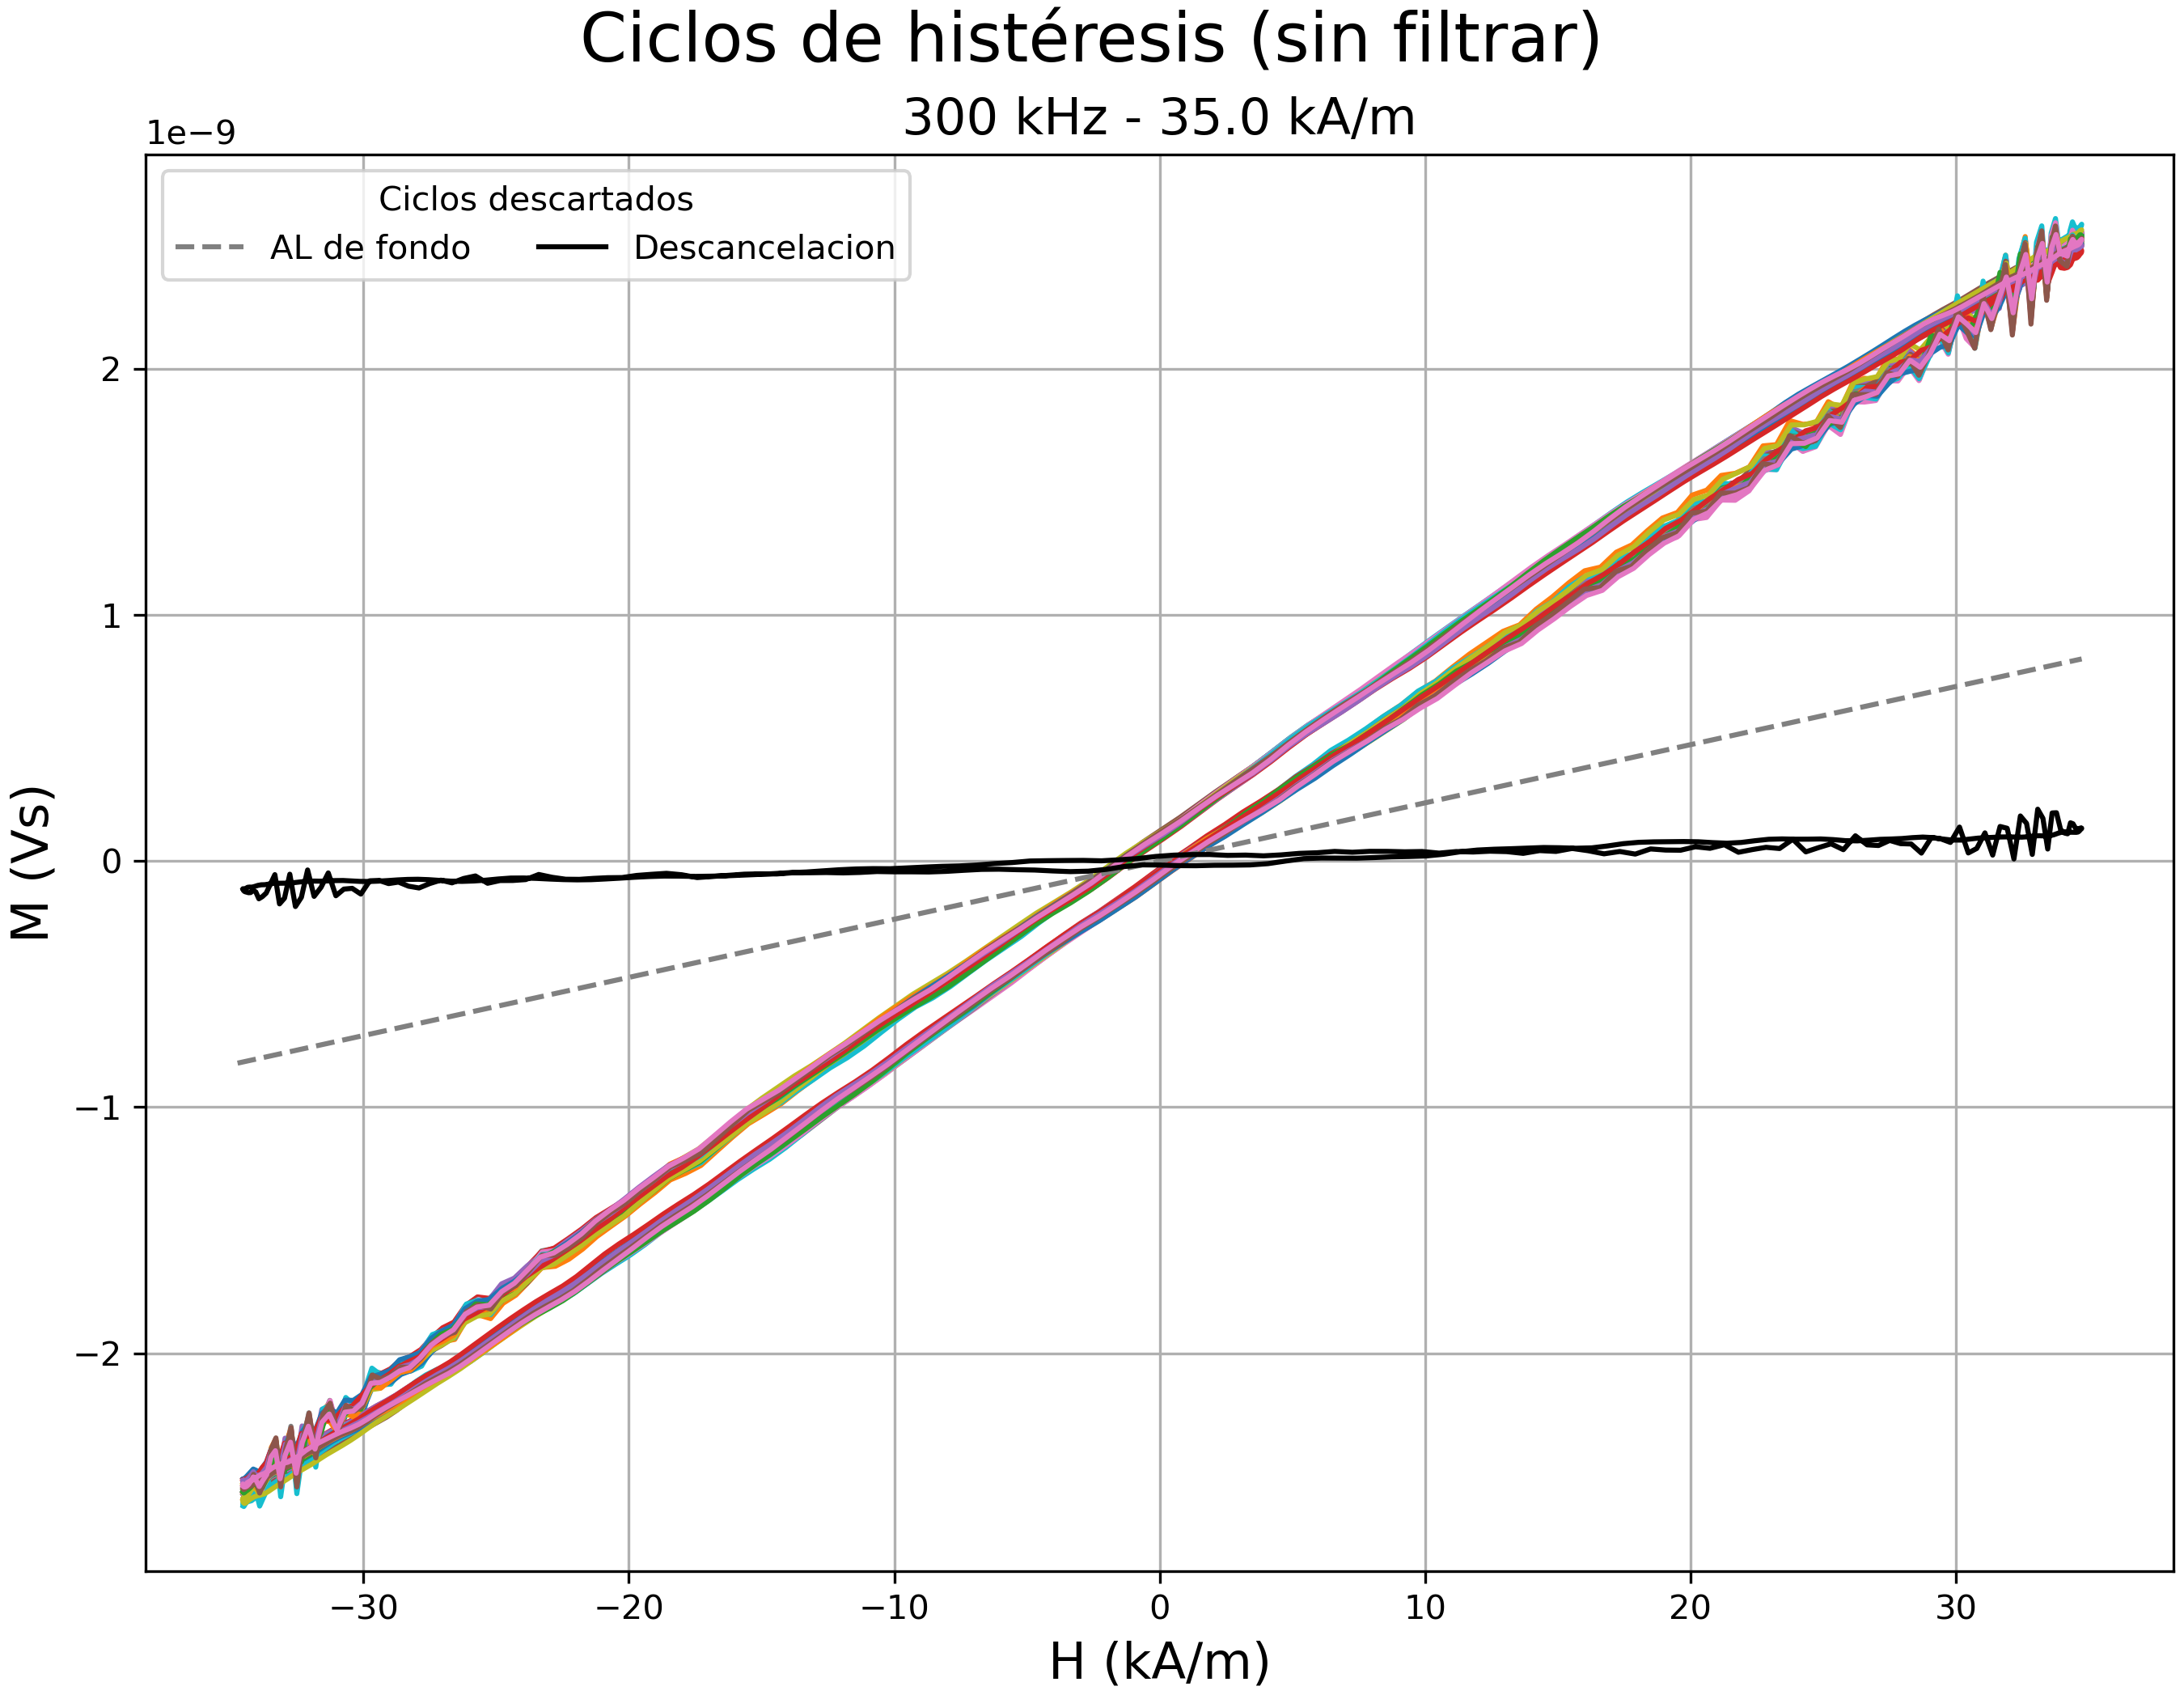 Ciclos de histéresis (sin filtrar)
300 kHz - 35.0 kA/m
1e−9
Ciclos descartados
AL de fondo
Descancelacion
2
1
0
−1
−2
M (Vs)
−30
−20
−10
0
10
20
30
H (kA/m)